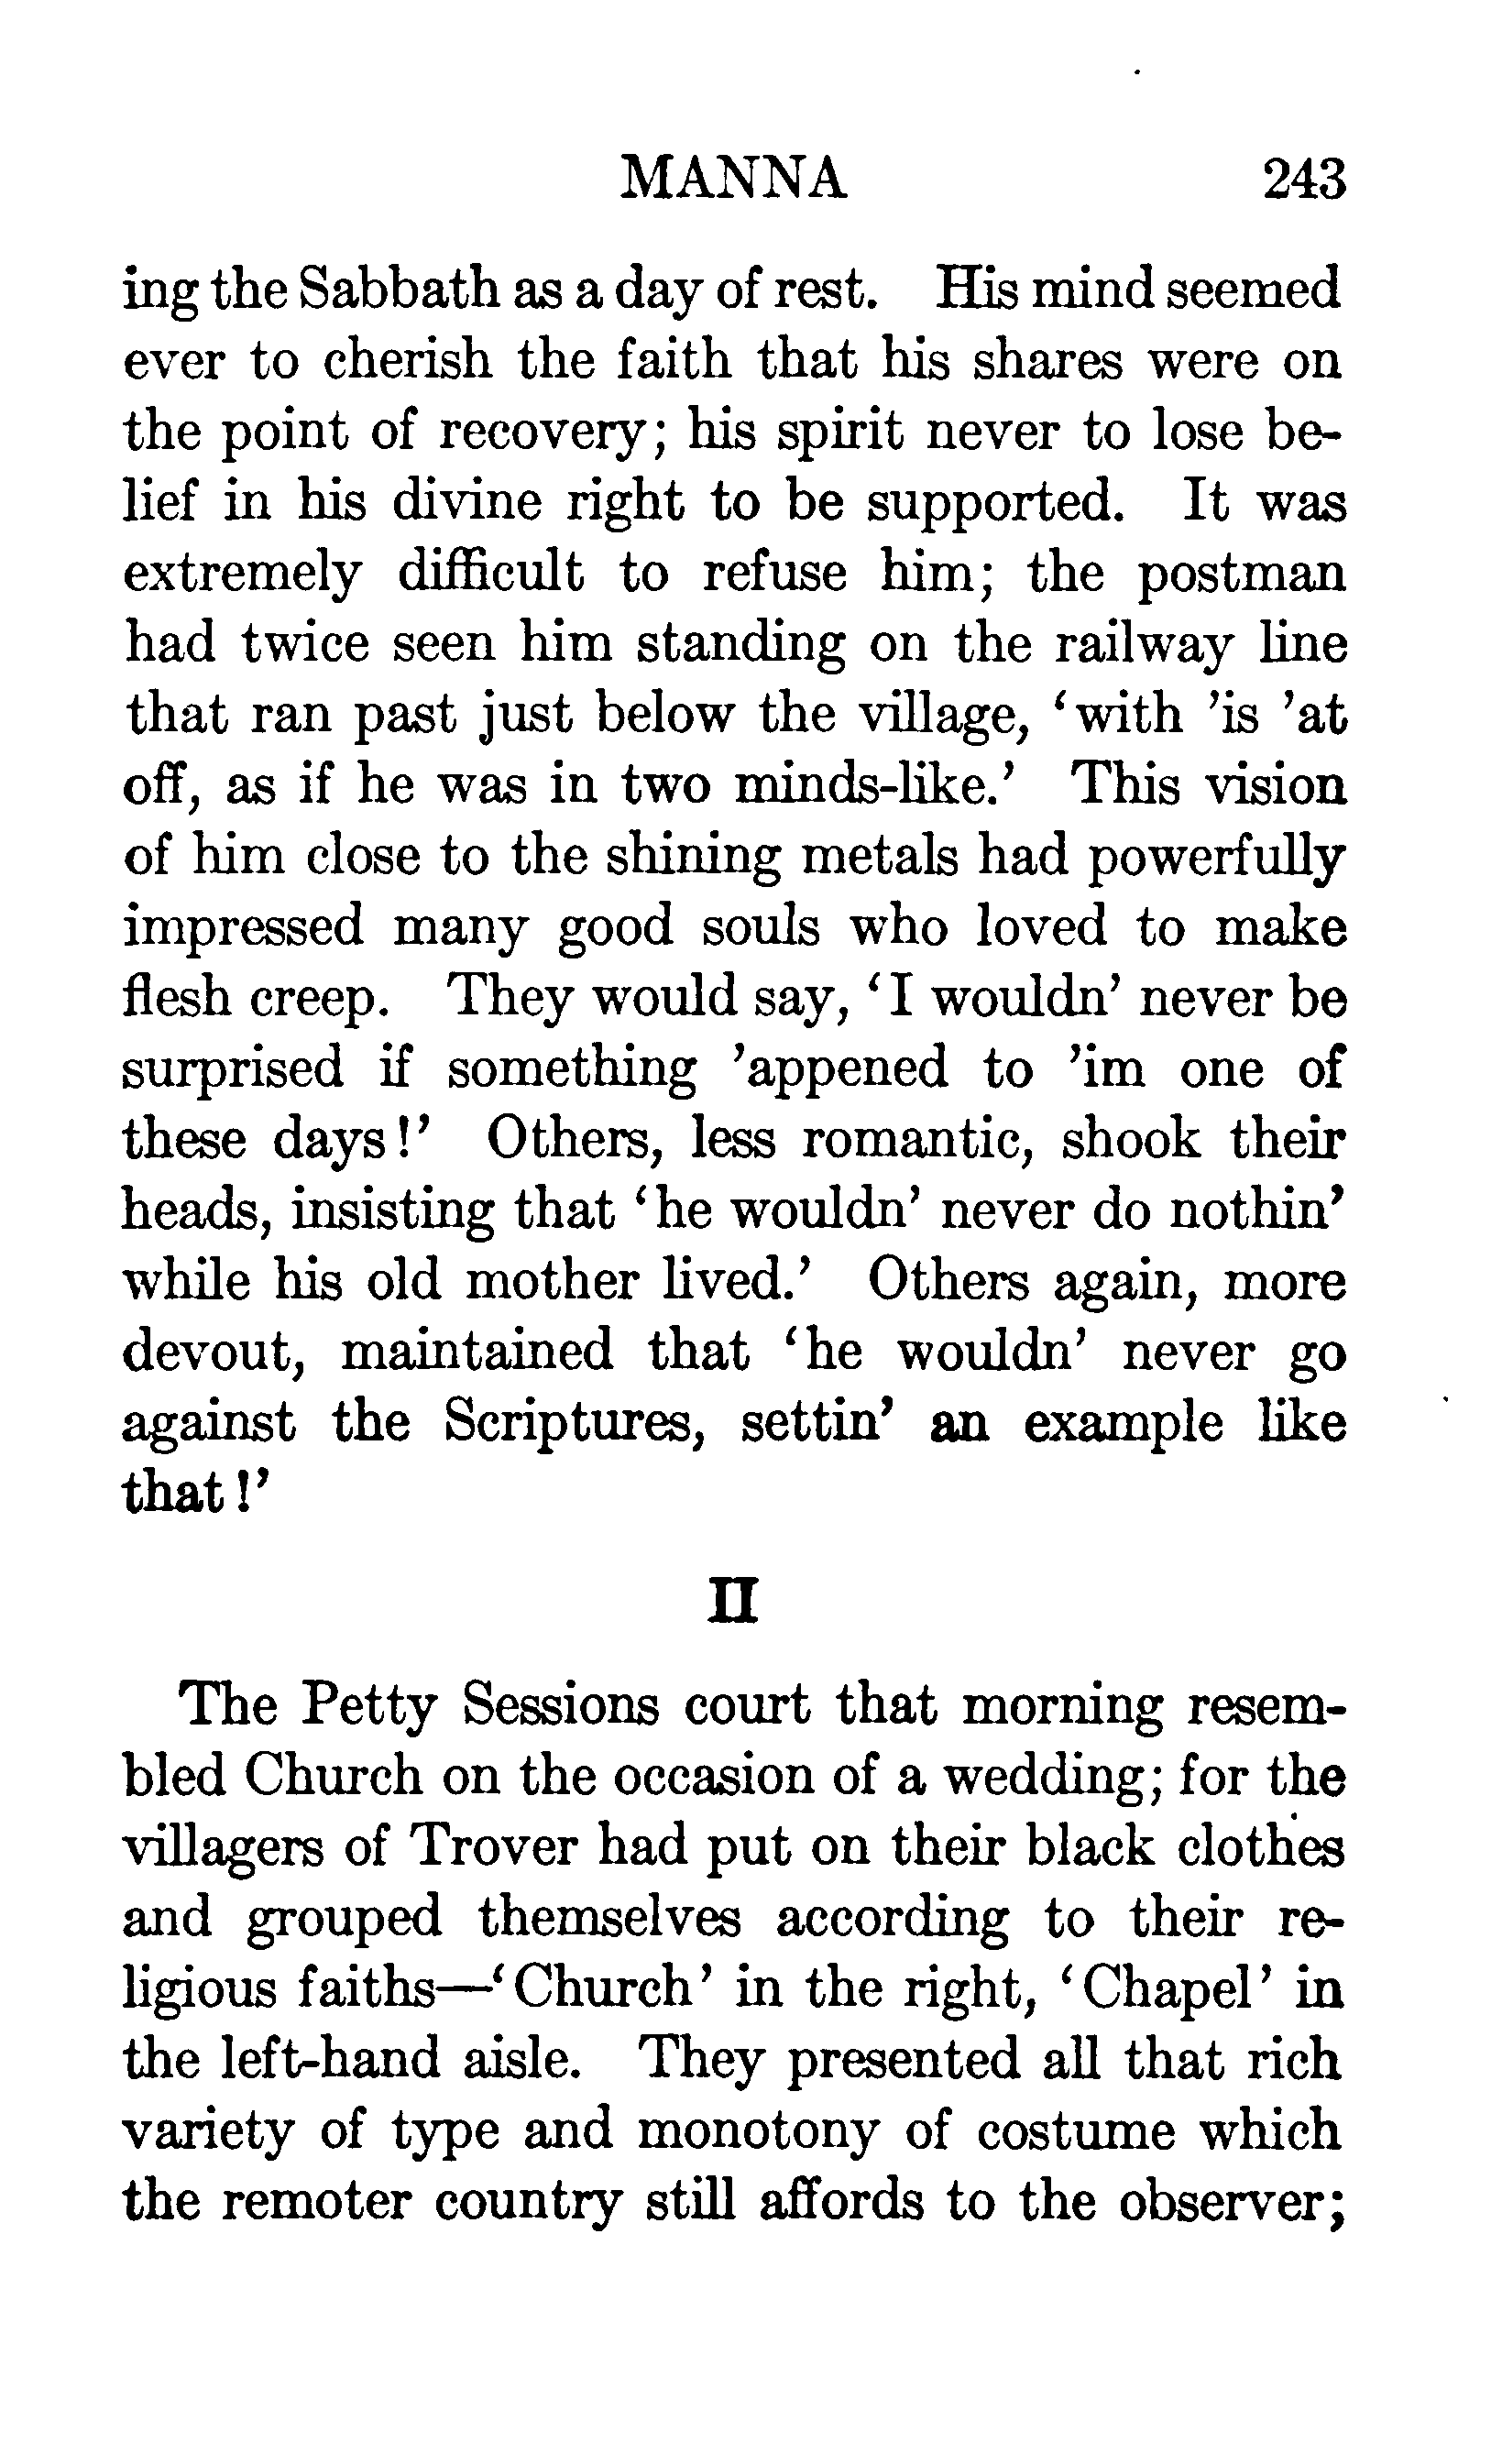 MANNA 243
ing the Sabbath as a day of rest. His mind seemed
ever to cherish the faith that his shares were on
the point of recovery; his spirit never to lose be-
lief in his divine right to be supported. It was
extremely difficult to refuse him; the postman
had twice seen him standing on the railway line
that ran past just below the village, ‘with ’is ’at
off, as if he was in two minds-like.’ This vision
of him close to the shining metals had powerfully
impressed many good souls who loved to make
flesh creep. They would say, ‘I wouldn’ never be
surprised if something ’appened to ’im one of
these days!’ Others, less romantic, shook their
heads, insisting that ‘he wouldn’ never do nothin’
while his old mother lived.’ Others again, more
devout, maintained that ‘he wouldn’ never go
against the Scriptures, settin’ an example like
that!’
II
The Petty Sessions court that morning resem-
bled Church on the occasion of a wedding; for the
villagers of Trover had put on their black clothes
and grouped themselves according to their re-
ligious faiths—‘Church’ in the right, ‘Chapel’ in
the left-hand aisle. They presented all that rich
variety of type and monotony of costume which
the remoter country still affords to the observer;